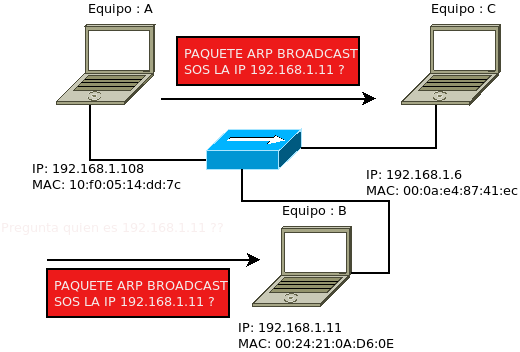 Equipo : A
Equipo : C
PAQUETE ARP BROADCAST
SOS LA IP 192.168.1.11 ?
IP: 192.168.1.108
MAC: 10:f0:05:14:dd:7c
IP: 192.168.1.6
MAC: 00:0a:e4:87:41:ec
Equipo : B
Pregunta quien es 192.168.1.11 ??
PAQUETE ARP BROADCAST
SOS LA IP 192.168.1.11 ?
IP: 192.168.1.11
MAC: 00:24:21:0A:D6:0E